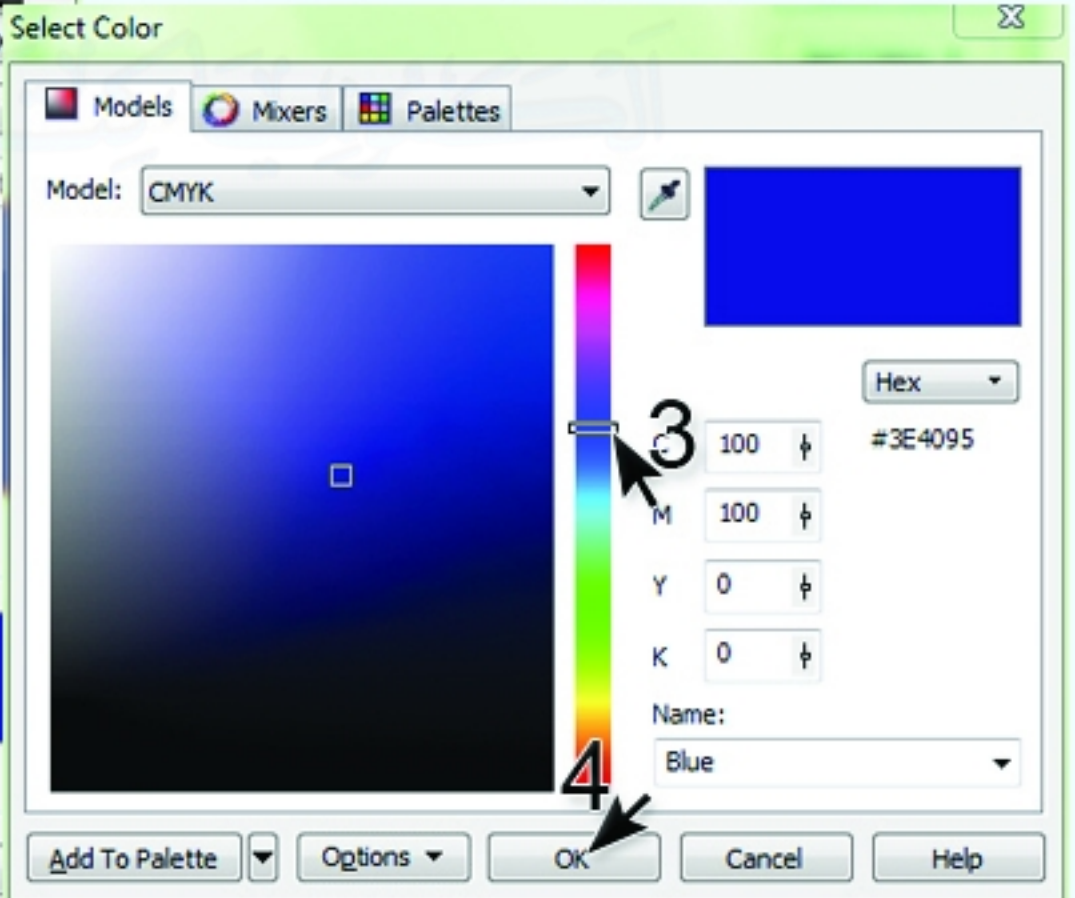 Select Color
Models Mixers Palettes
Model: CMYK
Hex
3
C 100 #3E4095
M 100
Y 0
K 0
Name:
Blue
4
Add To Palette Options OK Cancel Help